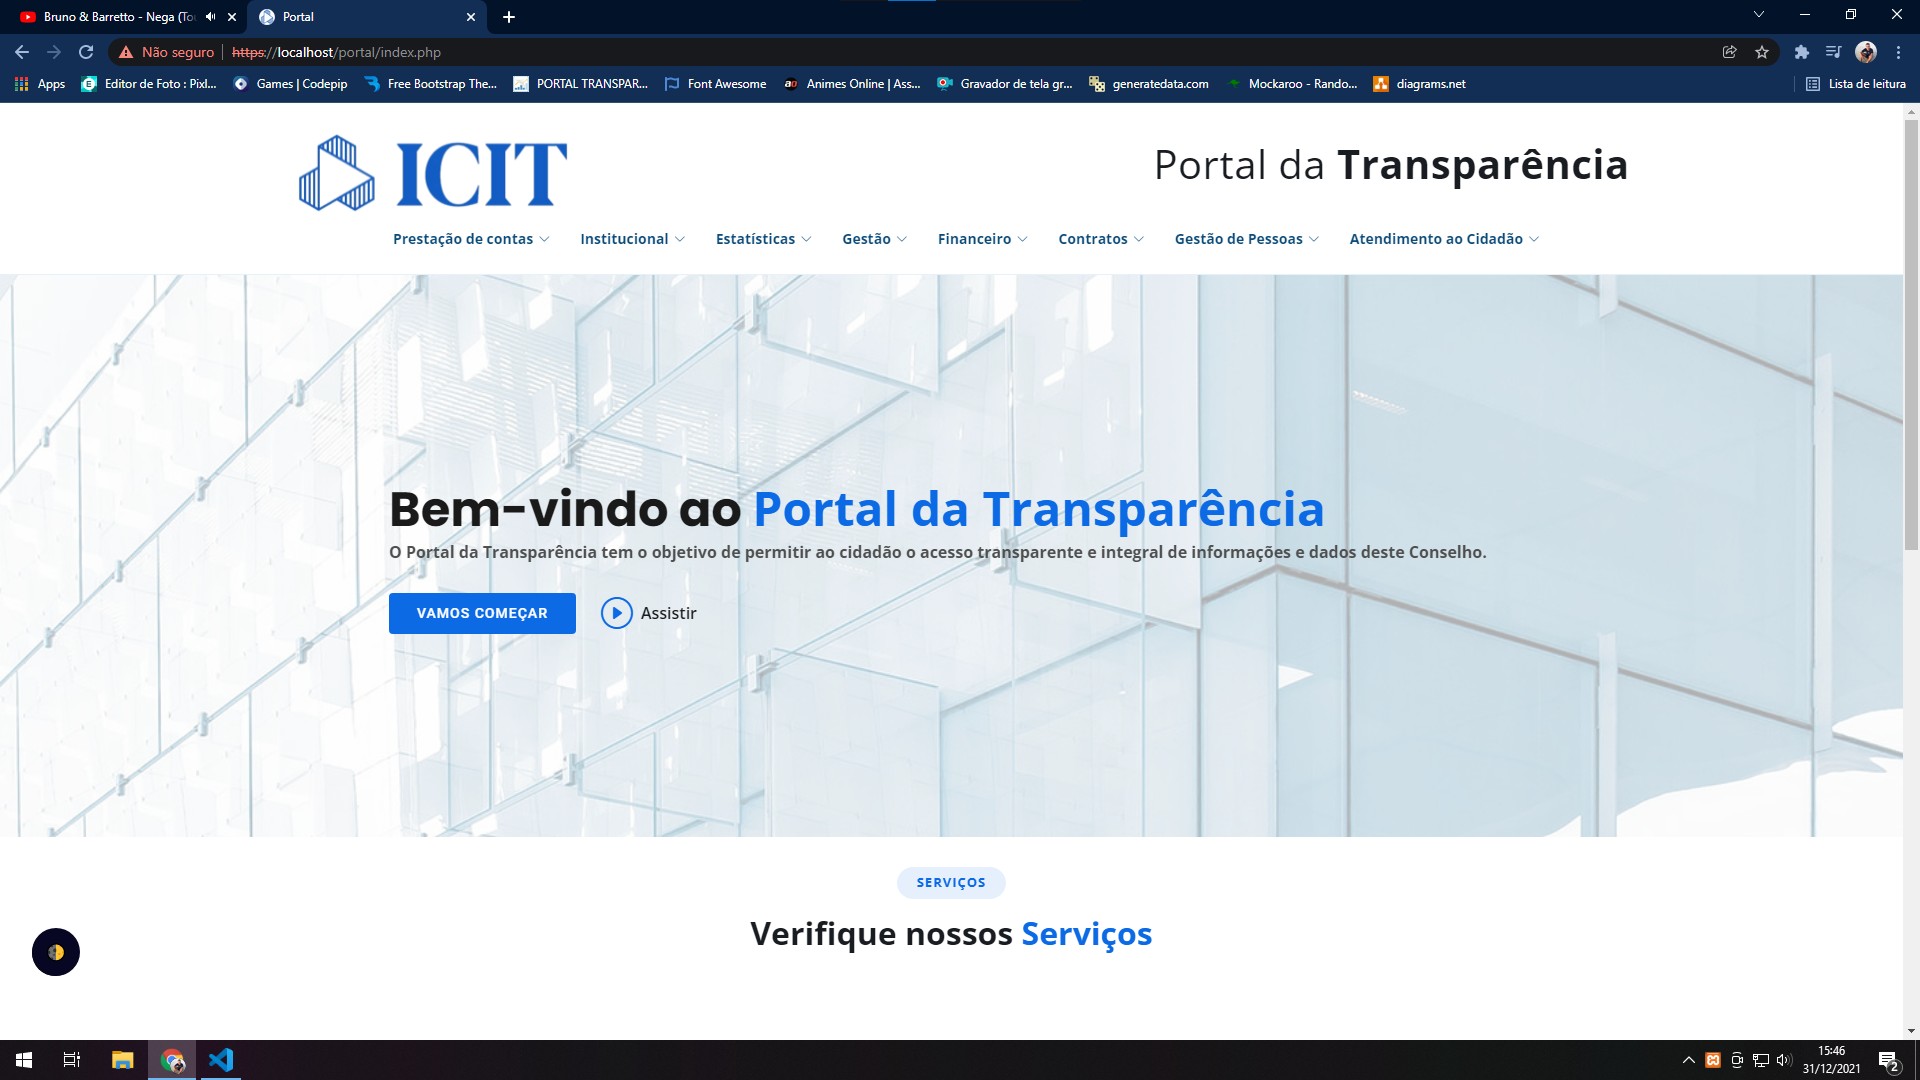 Bruno & Barretto - Nega (Tou
Portal
Não seguro
https://localhost/portal/index.php
Apps
Editor de Foto : Pixl...
Games | Codepip
Free Bootstrap The...
PORTAL TRANSPAR...
Font Awesome
Animes Online | Ass...
Gravador de tela gr...
generatedata.com
Mockaroo - Rando...
diagrams.net
Lista de leitura
ICIT
Portal da Transparência
Prestação de contas
Institucional
Estatísticas
Gestão
Financeiro
Contratos
Gestão de Pessoas
Atendimento ao Cidadão
Bem-vindo ao Portal da Transparência
O Portal da Transparência tem o objetivo de permitir ao cidadão o acesso transparente e integral de informações e dados deste Conselho.
VAMOS COMEÇAR
Assistir
SERVIÇOS
Verifique nossos Serviços
15:46
31/12/2021
2